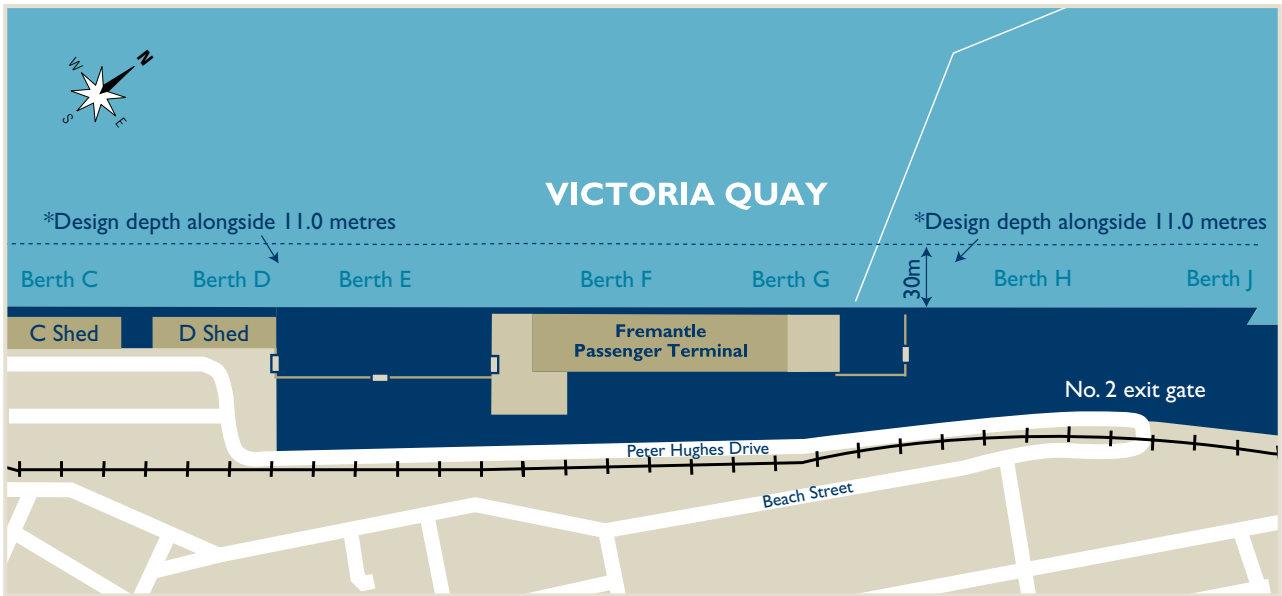 N
W
S
E
VICTORIA QUAY
*Design depth alongside 11.0 metres
*Design depth alongside 11.0 metres
Berth C
Berth D
Berth E
Berth F
Berth G
30m
Berth H
Berth J
C Shed
D Shed
Fremantle
Passenger Terminal
No. 2 exit gate
Peter Hughes Drive
Beach Street